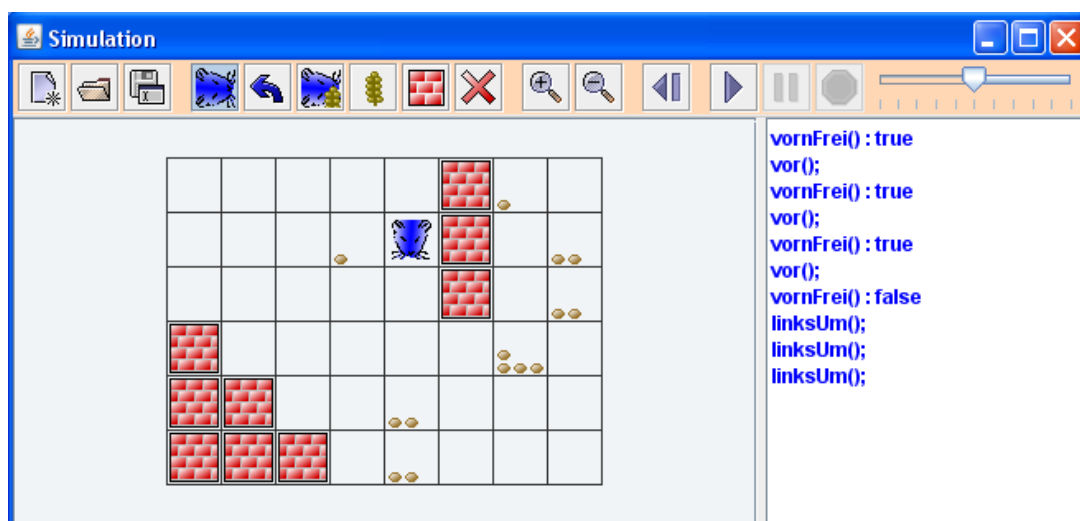 Simulation
vornFrei() : true
vor();
vornFrei() : true
vor();
vornFrei() : true
vor();
vornFrei() : false
linksUm();
linksUm();
linksUm();